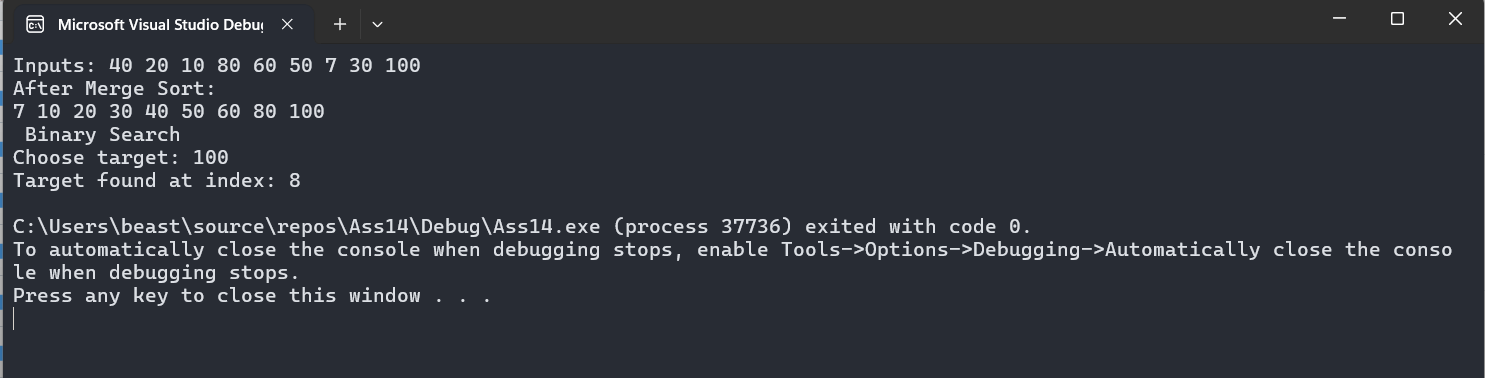 Microsoft Visual Studio Debug
Inputs: 40 20 10 80 60 50 7 30 100
After Merge Sort:
7 10 20 30 40 50 60 80 100
 Binary Search
Choose target: 100
Target found at index: 8
C:\Users\beast\source\repos\Ass14\Debug\Ass14.exe (process 37736) exited with code 0.
To automatically close the console when debugging stops, enable Tools->Options->Debugging->Automatically close the conso
le when debugging stops.
Press any key to close this window . . .